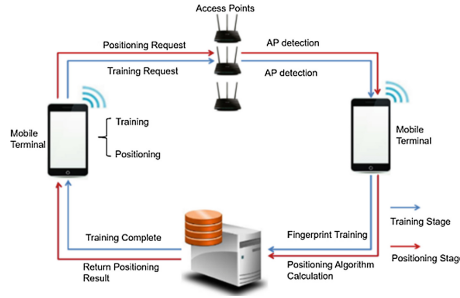 Access Points
Positioning Request
AP detection
Training Request
AP detection
Mobile
Terminal
Training
Positioning
Mobile
Terminal
Training Complete
Fingerprint Training
Training Stage
Return Positioning
Result
Positioning Algorithm
Calculation
Positioning Stage